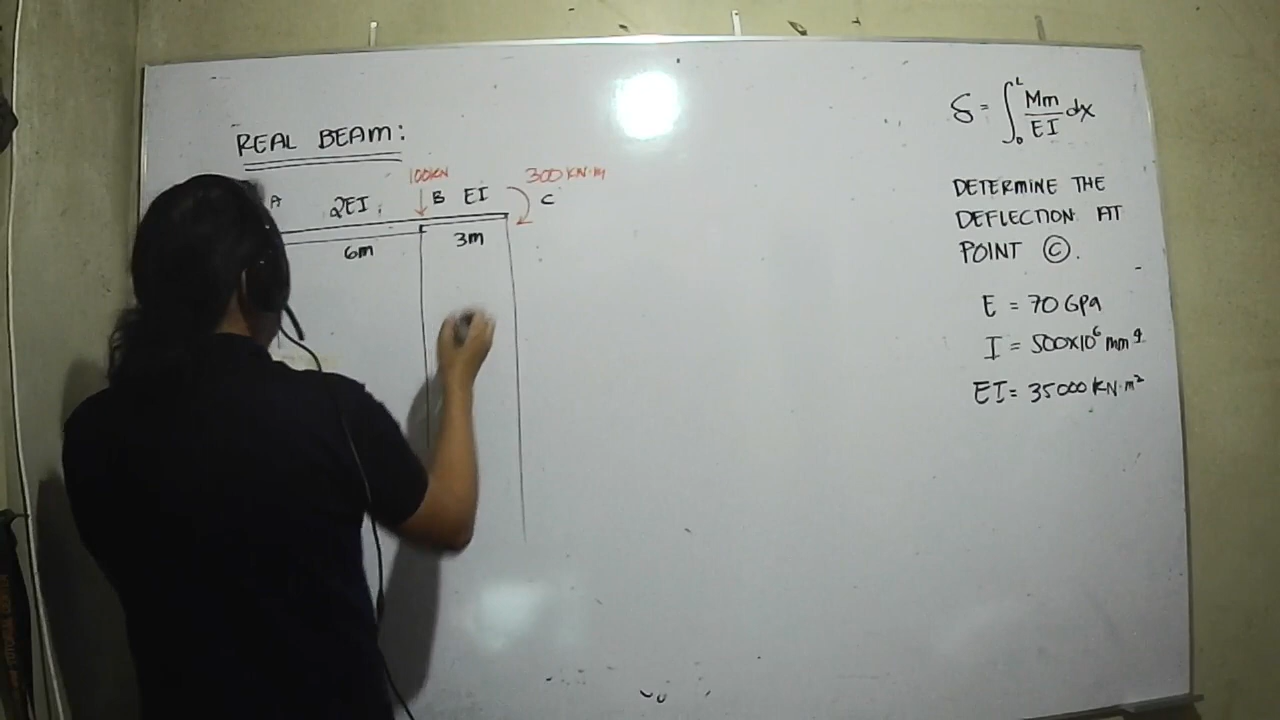 REAL BEAM:
100KN
300 KN·m
A
2EI
B
EI
C
6m
3m
δ = ∫₀ᴸ Mm/EI dx
DETERMINE THE
DEFLECTION AT
POINT Ⓒ.
E = 70 GPa
I = 500x10⁶ mm⁴
EI = 35000 KN·m²